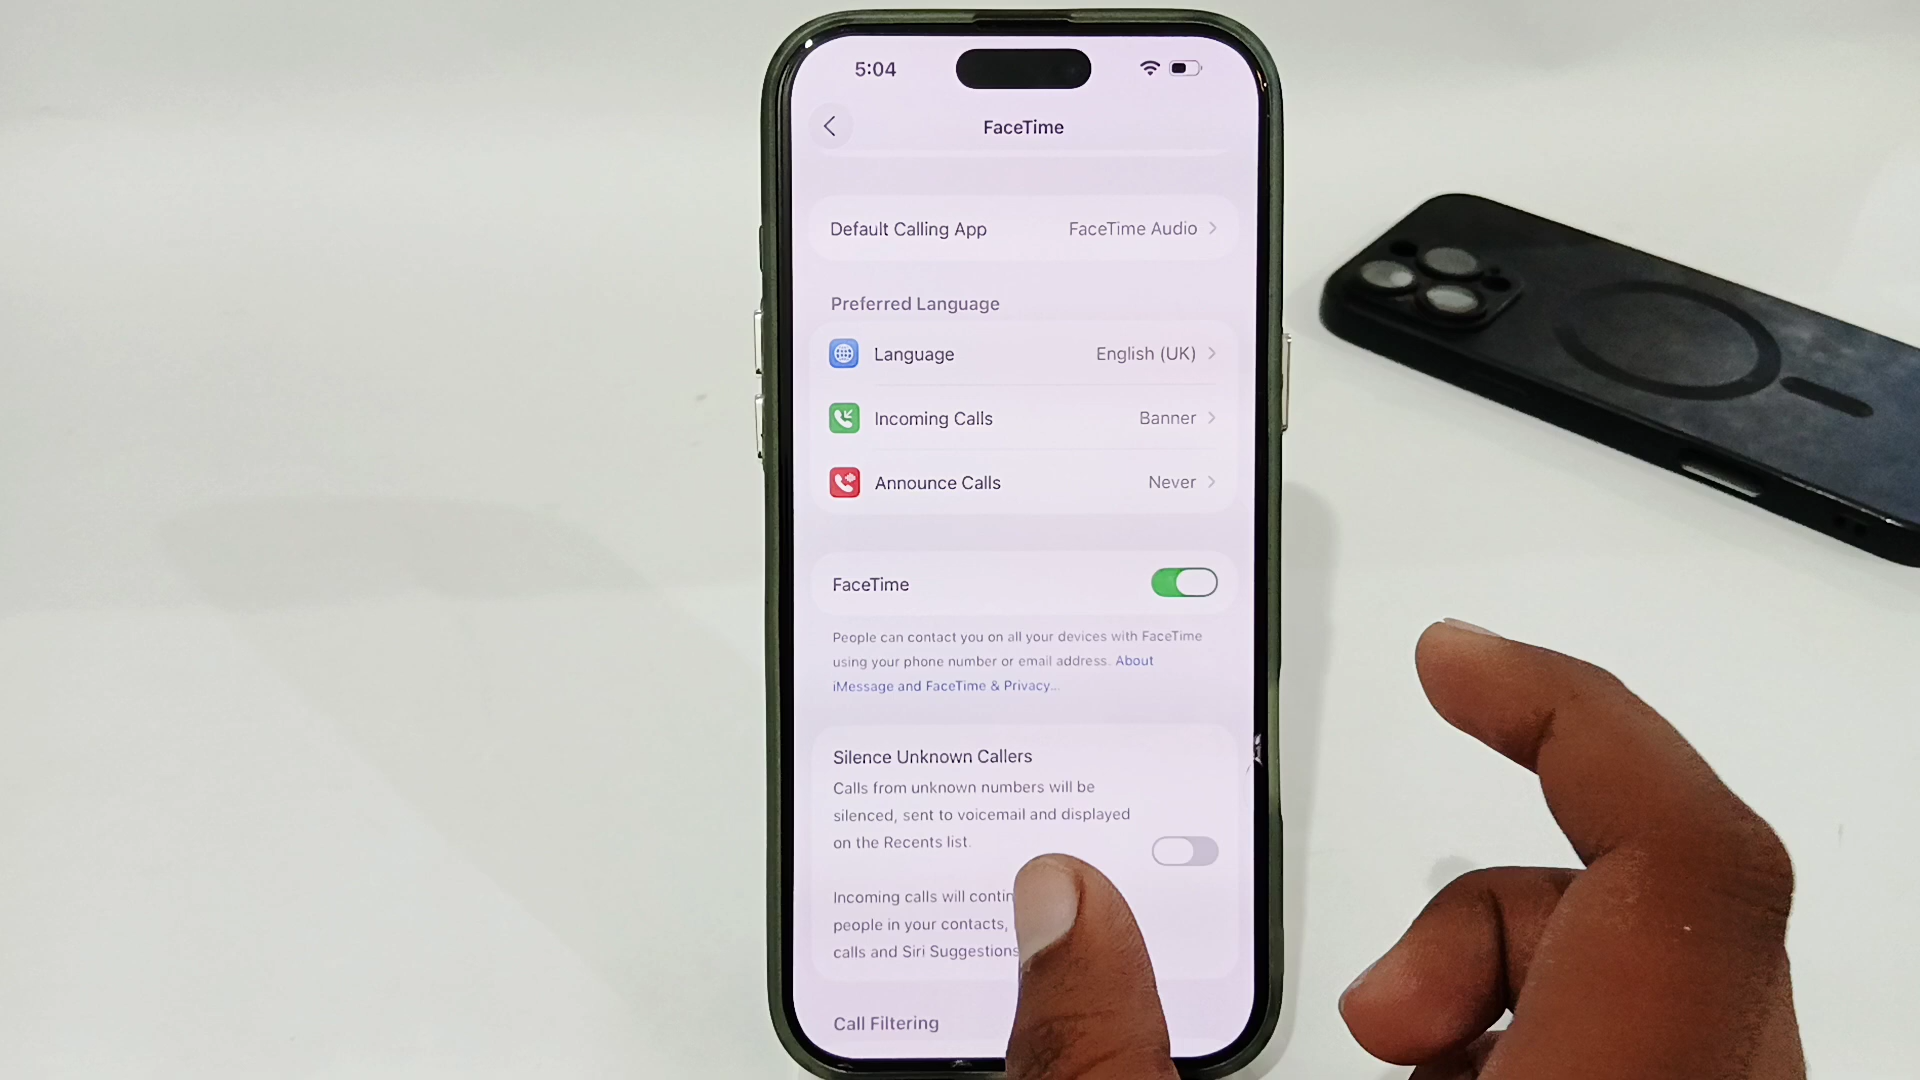 5:04
FaceTime
Default Calling App FaceTime Audio
Preferred Language
Language English (UK)
Incoming Calls Banner
Announce Calls Never
FaceTime
People can contact you on all your devices with FaceTime
using your phone number or email address. About
iMessage and FaceTime & Privacy...
Silence Unknown Callers
Calls from unknown numbers will be
silenced, sent to voicemail and displayed
on the Recents list.
Incoming calls will
people in your contacts,
calls and Siri Suggestions
Call Filtering